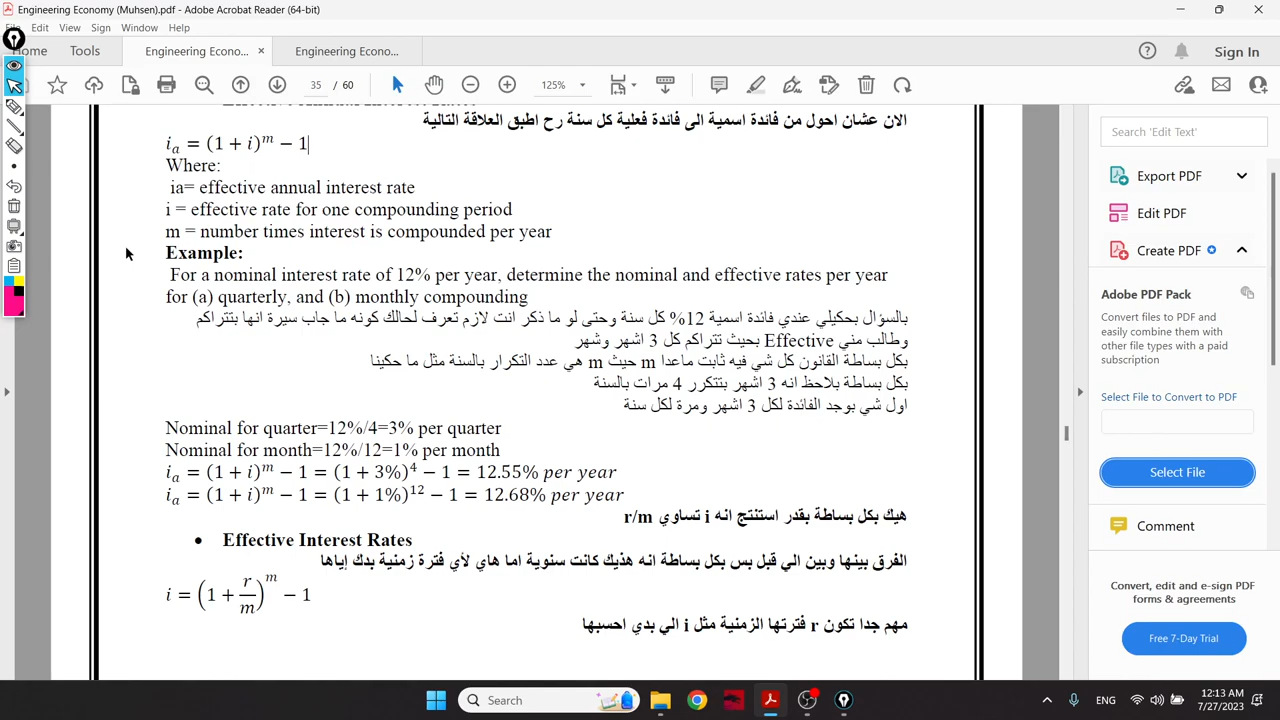 Engineering Economy (Muhsen).pdf - Adobe Acrobat Reader (64-bit)
File Edit View Sign Window Help
Home Tools Engineering Econo... × Engineering Econo... Sign In
35 / 60 125%
الان عشان احول من فائدة اسمية الى فائدة فعلية كل سنة رح اطبق العلاقة التالية
i_a = (1 + i)^m − 1
Where:
ia= effective annual interest rate
i = effective rate for one compounding period
m = number times interest is compounded per year
Example:
For a nominal interest rate of 12% per year, determine the nominal and effective rates per year
for (a) quarterly, and (b) monthly compounding
بالسؤال بحكيلي عندي فائدة اسمية 12% كل سنة وحتى لو ما ذكر انت لازم تعرف لحالك كونه ما جاب سيرة انها بتتراكم
وطالب مني Effective بحيث تتراكم كل 3 اشهر وشهر
بكل بساطة القانون كل شي فيه ثابت ماعدا m حيث m هي عدد التكرار بالسنة مثل ما حكينا
بكل بساطة بلاحظ انه 3 اشهر بتتكرر 4 مرات بالسنة
اول شي بوجد الفائدة لكل 3 اشهر ومرة لكل سنة
Nominal for quarter=12%/4=3% per quarter
Nominal for month=12%/12=1% per month
i_a = (1 + i)^m − 1 = (1 + 3%)^4 − 1 = 12.55% per year
i_a = (1 + i)^m − 1 = (1 + 1%)^12 − 1 = 12.68% per year
هيك بكل بساطة بقدر استنتج انه i تساوي r/m
• Effective Interest Rates
الفرق بينها وبين الي قبل بس بكل بساطة انه هذيك كانت سنوية اما هاي لأي فترة زمنية بدك إياها
i = (1 + r/m)^m − 1
مهم جدا تكون r فترتها الزمنية مثل i الي بدي احسبها
Search 'Edit Text'
Export PDF
Edit PDF
Create PDF
Adobe PDF Pack
Convert files to PDF and
easily combine them with
other file types with a paid
subscription
Select File to Convert to PDF
Select File
Comment
Convert, edit and e-sign PDF
forms & agreements
Free 7-Day Trial
Search
ENG
12:13 AM
7/27/2023